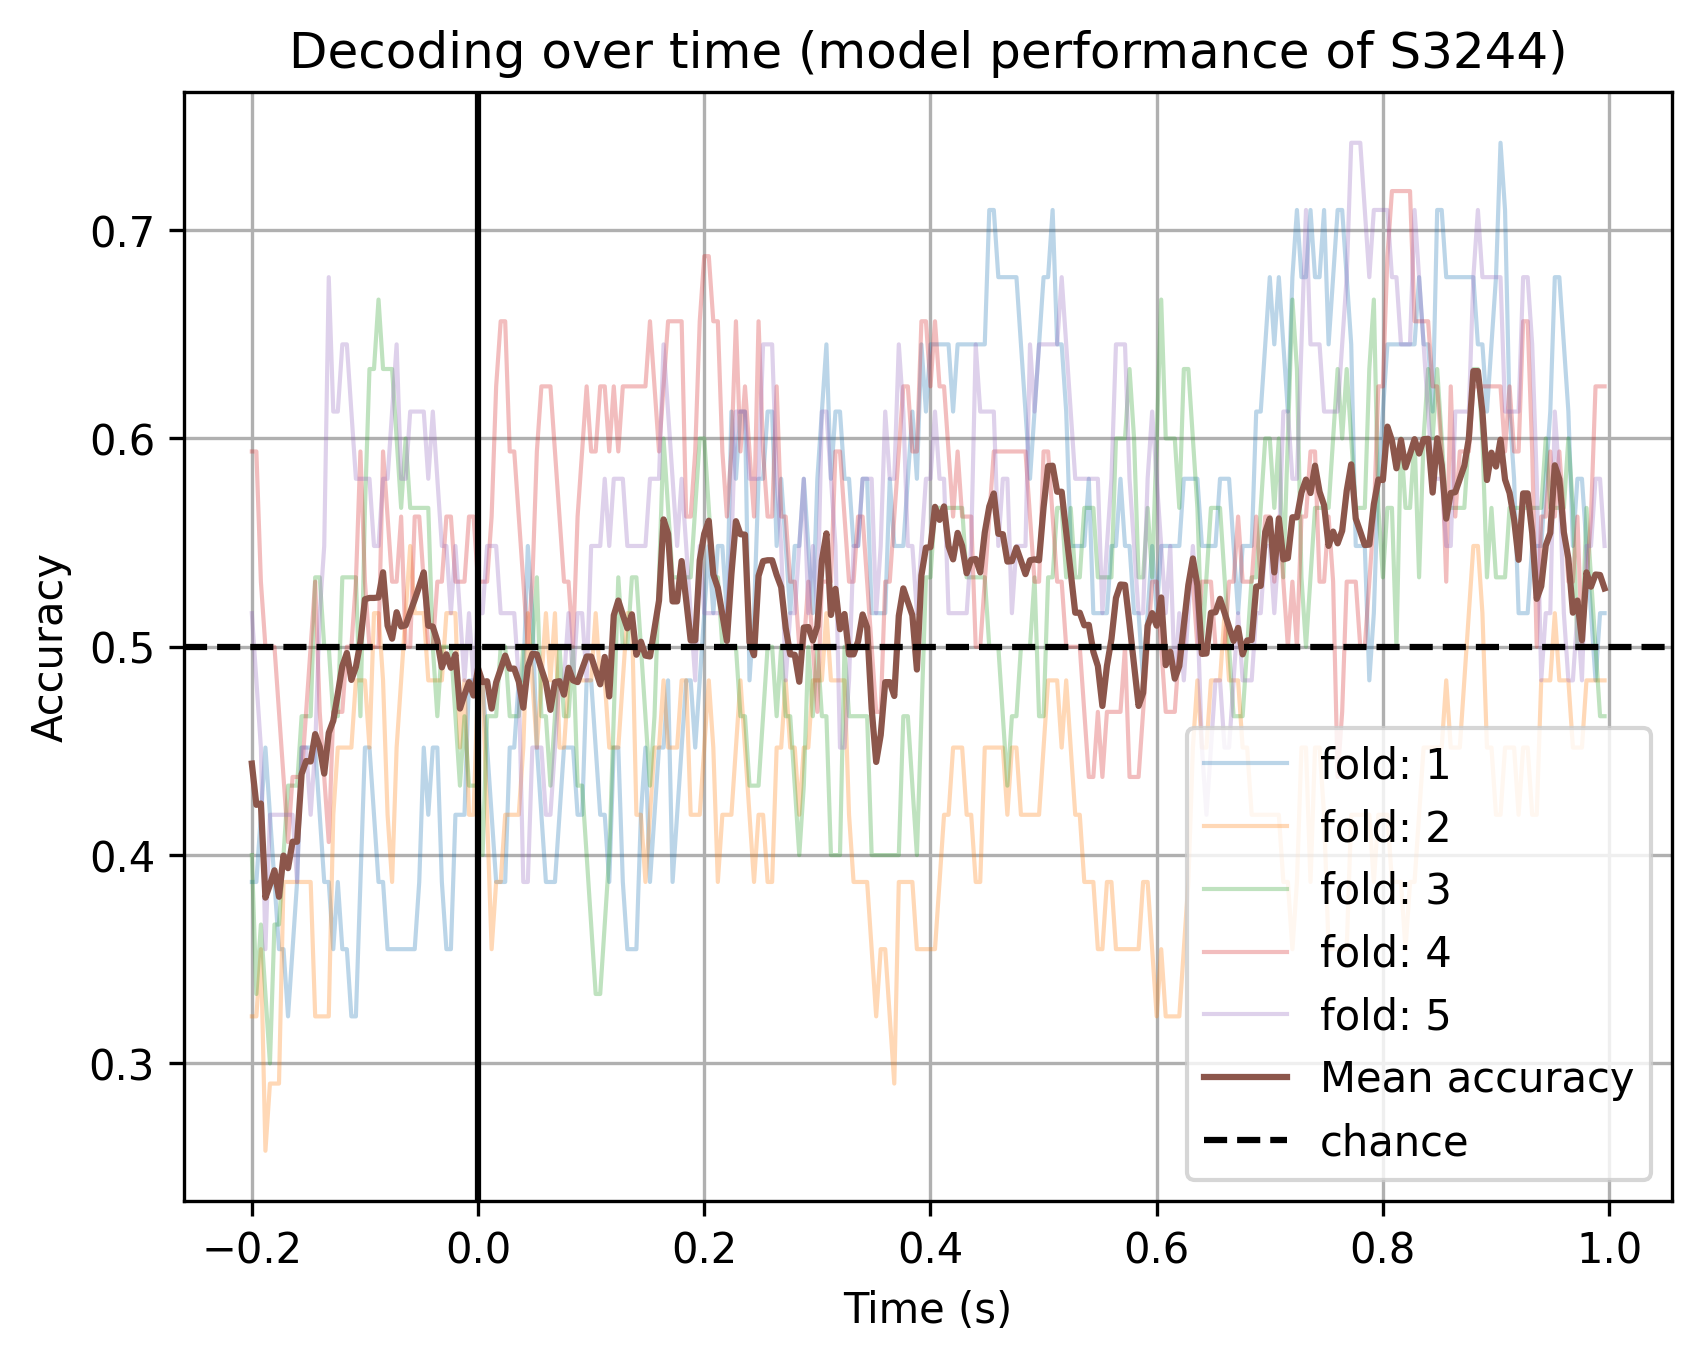 Decoding over time (model performance of S3244)
Accuracy
0.7
0.6
0.5
0.4
0.3
−0.2
0.0
0.2
0.4
0.6
0.8
1.0
Time (s)
fold: 1
fold: 2
fold: 3
fold: 4
fold: 5
Mean accuracy
chance